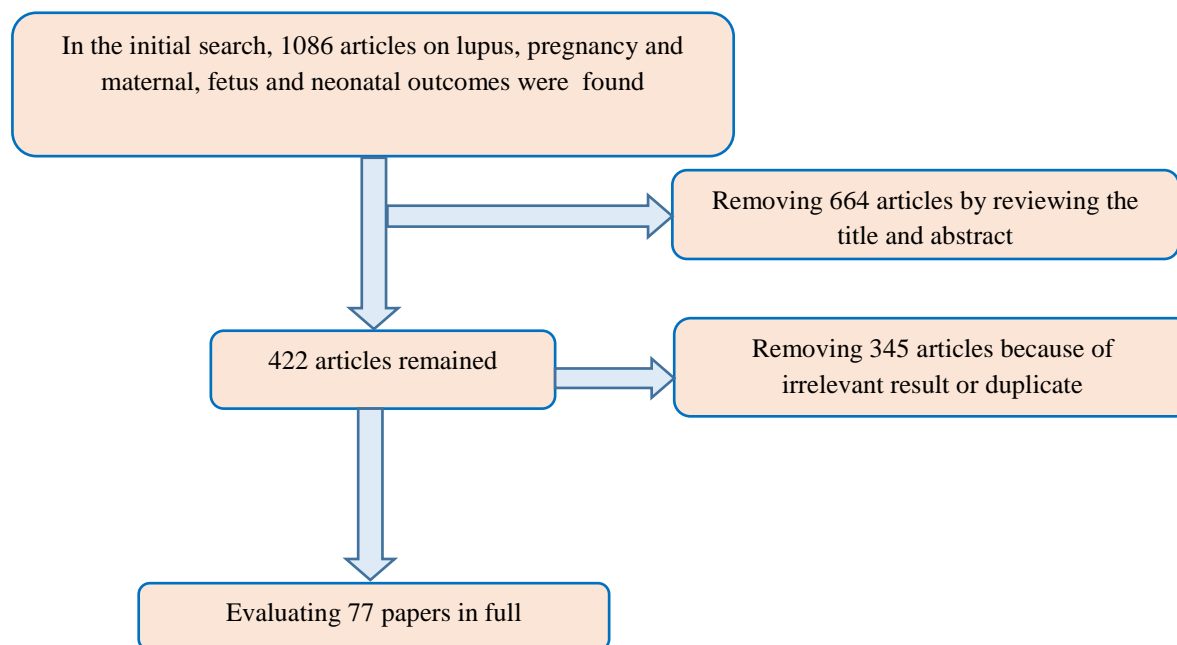 In the initial search, 1086 articles on lupus, pregnancy and
maternal, fetus and neonatal outcomes were found
Removing 664 articles by reviewing the
title and abstract
422 articles remained
Removing 345 articles because of
irrelevant result or duplicate
Evaluating 77 papers in full